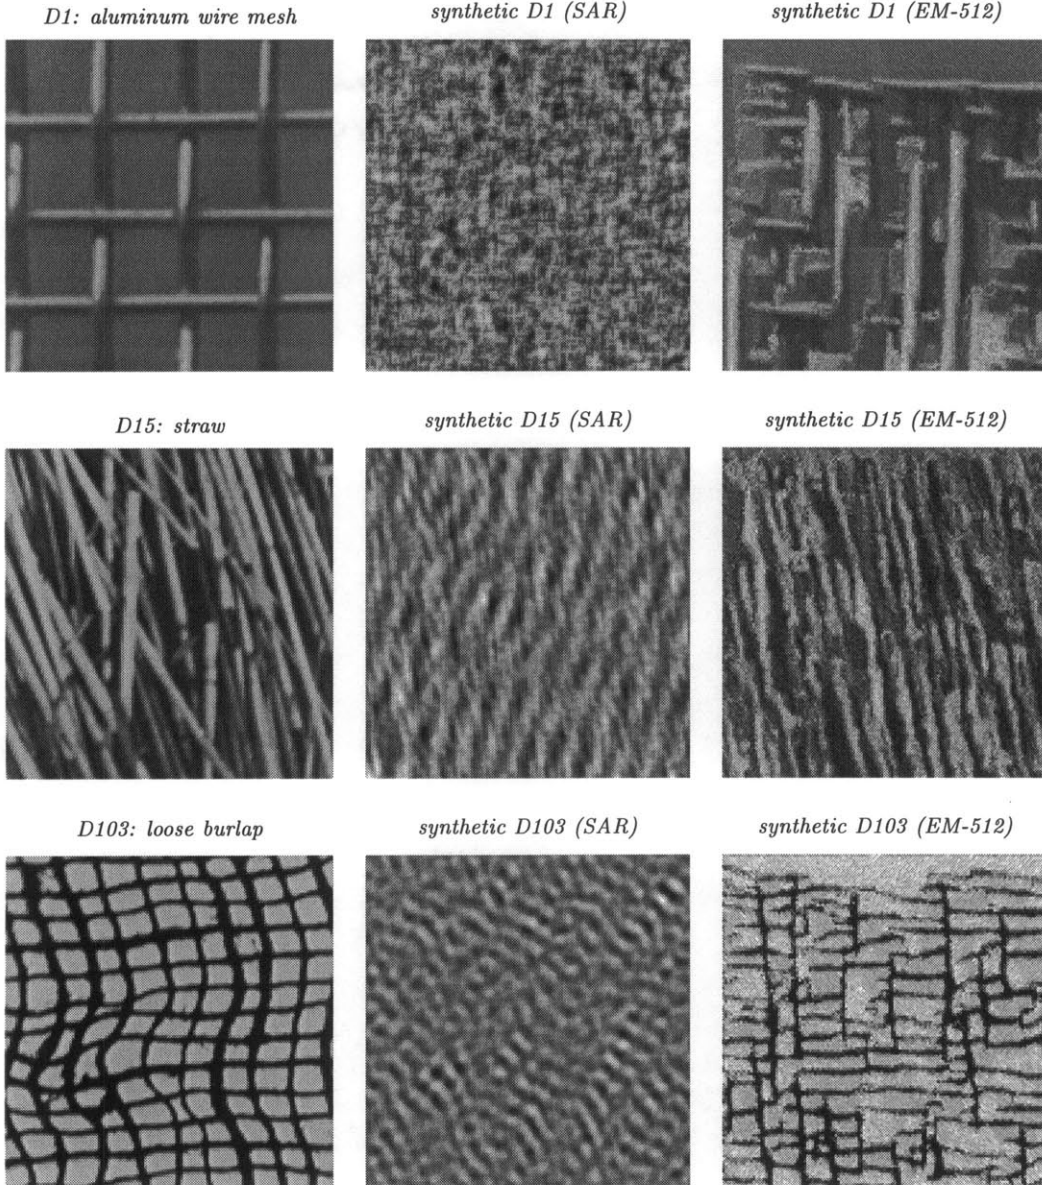 D1: aluminum wire mesh synthetic D1 (SAR) synthetic D1 (EM-512)
D15: straw synthetic D15 (SAR) synthetic D15 (EM-512)
D103: loose burlap synthetic D103 (SAR) synthetic D103 (EM-512)